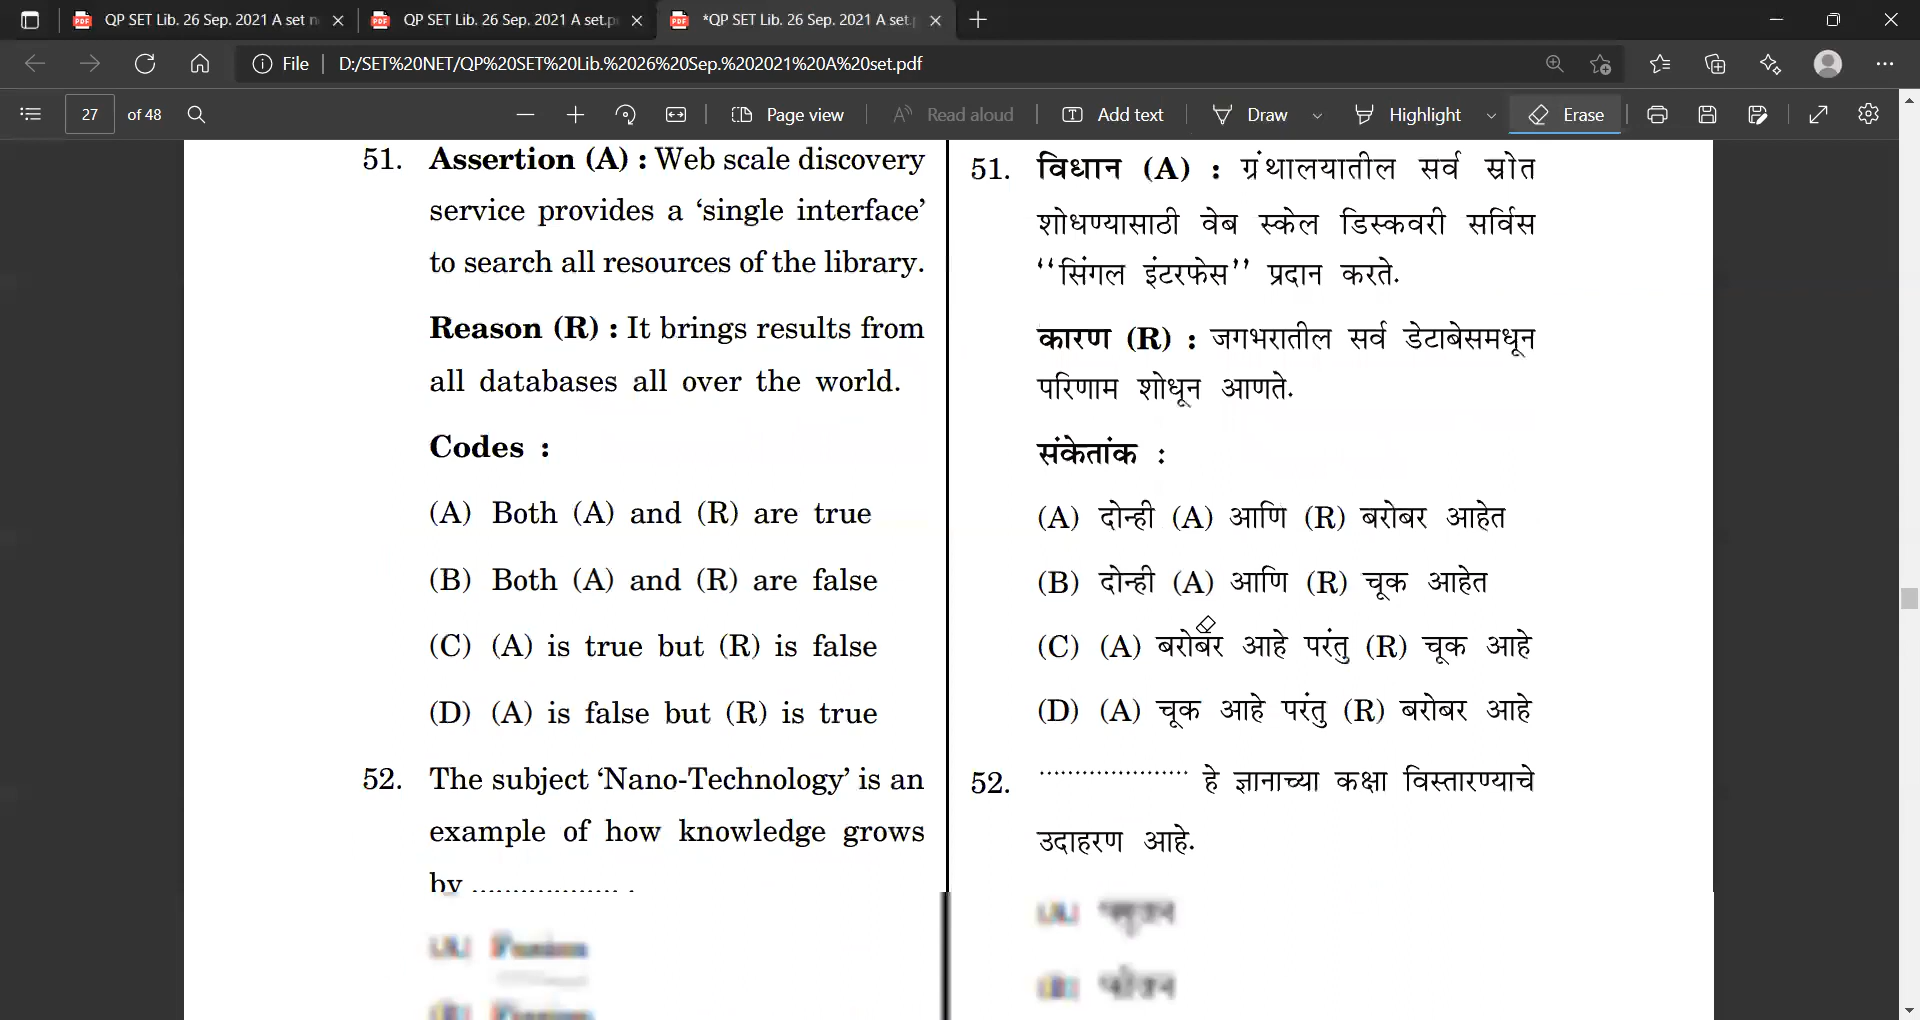 QP SET Lib. 26 Sep. 2021 A set n
QP SET Lib. 26 Sep. 2021 A set.p
*QP SET Lib. 26 Sep. 2021 A set.
File
D:/SET%20NET/QP%20SET%20Lib.%2026%20Sep.%202021%20A%20set.pdf
27 of 48
Page view
Read aloud
Add text
Draw
Highlight
Erase
51. Assertion (A) : Web scale discovery
service provides a ‘single interface’
to search all resources of the library.
Reason (R) : It brings results from
all databases all over the world.
Codes :
(A) Both (A) and (R) are true
(B) Both (A) and (R) are false
(C) (A) is true but (R) is false
(D) (A) is false but (R) is true
52. The subject ‘Nano-Technology’ is an
example of how knowledge grows
by .................. .
51. विधान (A) : ग्रंथालयातील सर्व स्रोत
शोधण्यासाठी वेब स्केल डिस्कवरी सर्विस
‘‘सिंगल इंटरफेस’’ प्रदान करते.
कारण (R) : जगभरातील सर्व डेटाबेसमधून
परिणाम शोधून आणते.
संकेतांक :
(A) दोन्ही (A) आणि (R) बरोबर आहेत
(B) दोन्ही (A) आणि (R) चूक आहेत
(C) (A) बरोबर आहे परंतु (R) चूक आहे
(D) (A) चूक आहे परंतु (R) बरोबर आहे
52. ..................... हे ज्ञानाच्या कक्षा विस्तारण्याचे
उदाहरण आहे.